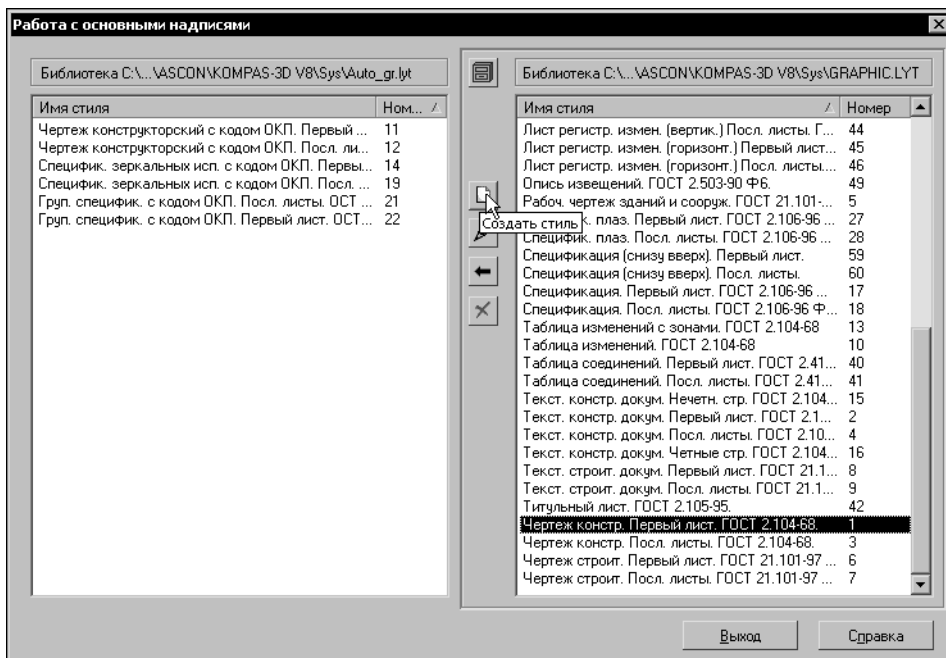 Работа с основными надписями
Библиотека C:\...\ASCON\KOMPAS-3D V8\Sys\Auto_gr.lyt
Имя стиля Ном...
Чертеж конструкторский с кодом ОКП. Первый ... 11
Чертеж конструкторский с кодом ОКП. Посл. ли... 12
Специфик. зеркальных исп. с кодом ОКП. Первы... 14
Специфик. зеркальных исп. с кодом ОКП. Посл. ... 19
Груп. специфик. с кодом ОКП. Посл. листы. ОСТ ... 21
Груп. специфик. с кодом ОКП. Первый лист. ОСТ... 22
Создать стиль
Библиотека C:\...\ASCON\KOMPAS-3D V8\Sys\GRAPHIC.LYT
Имя стиля Номер
Лист регистр. измен. (вертик.) Посл. листы. Г... 44
Лист регистр. измен. (горизонт.) Первый лист... 45
Лист регистр. измен. (горизонт.) Посл. листы.... 46
Опись извещений. ГОСТ 2.503-90 Ф6. 49
Рабоч. чертеж зданий и сооруж. ГОСТ 21.101-... 5
к. плаз. Первый лист. ГОСТ 2.106-96 ... 27
Специфик. плаз. Посл. листы. ГОСТ 2.106-96 ... 28
Спецификация (снизу вверх). Первый лист. 59
Спецификация (снизу вверх). Посл. листы. 60
Спецификация. Первый лист. ГОСТ 2.106-96 ... 17
Спецификация. Посл. листы. ГОСТ 2.106-96 Ф... 18
Таблица изменений с зонами. ГОСТ 2.104-68 13
Таблица изменений. ГОСТ 2.104-68 10
Таблица соединений. Первый лист. ГОСТ 2.41... 40
Таблица соединений. Посл. листы. ГОСТ 2.41... 41
Текст. констр. докум. Нечетн. стр. ГОСТ 2.104... 15
Текст. констр. докум. Первый лист. ГОСТ 2.1... 2
Текст. констр. докум. Посл. листы. ГОСТ 2.10... 4
Текст. констр. докум. Четные стр. ГОСТ 2.104... 16
Текст. строит. докум. Первый лист. ГОСТ 21.1... 8
Текст. строит. докум. Посл. листы. ГОСТ 21.1... 9
Титульный лист. ГОСТ 2.105-95. 42
Чертеж констр. Первый лист. ГОСТ 2.104-68. 1
Чертеж констр. Посл. листы. ГОСТ 2.104-68. 3
Чертеж строит. Первый лист. ГОСТ 21.101-97 ... 6
Чертеж строит. Посл. листы. ГОСТ 21.101-97 ... 7
Выход Справка